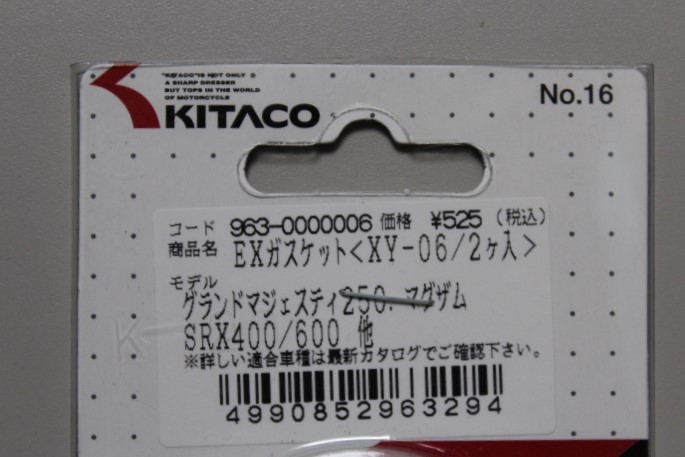 "KITACO"IS NOT ONLY
A SHARP DRESSER
BUT TOPS IN THE WORLD
OF MOTORCYCLE
KITACO
No.16
コード 963-0000006 価格 ¥525 (税込)
商品名 EXガスケット<XY-06/2ヶ入>
モデル
グランドマジェスティ250. マグザム
SRX400/600 他
※詳しい適合車種は最新カタログでご確認下さい。
4990852963294